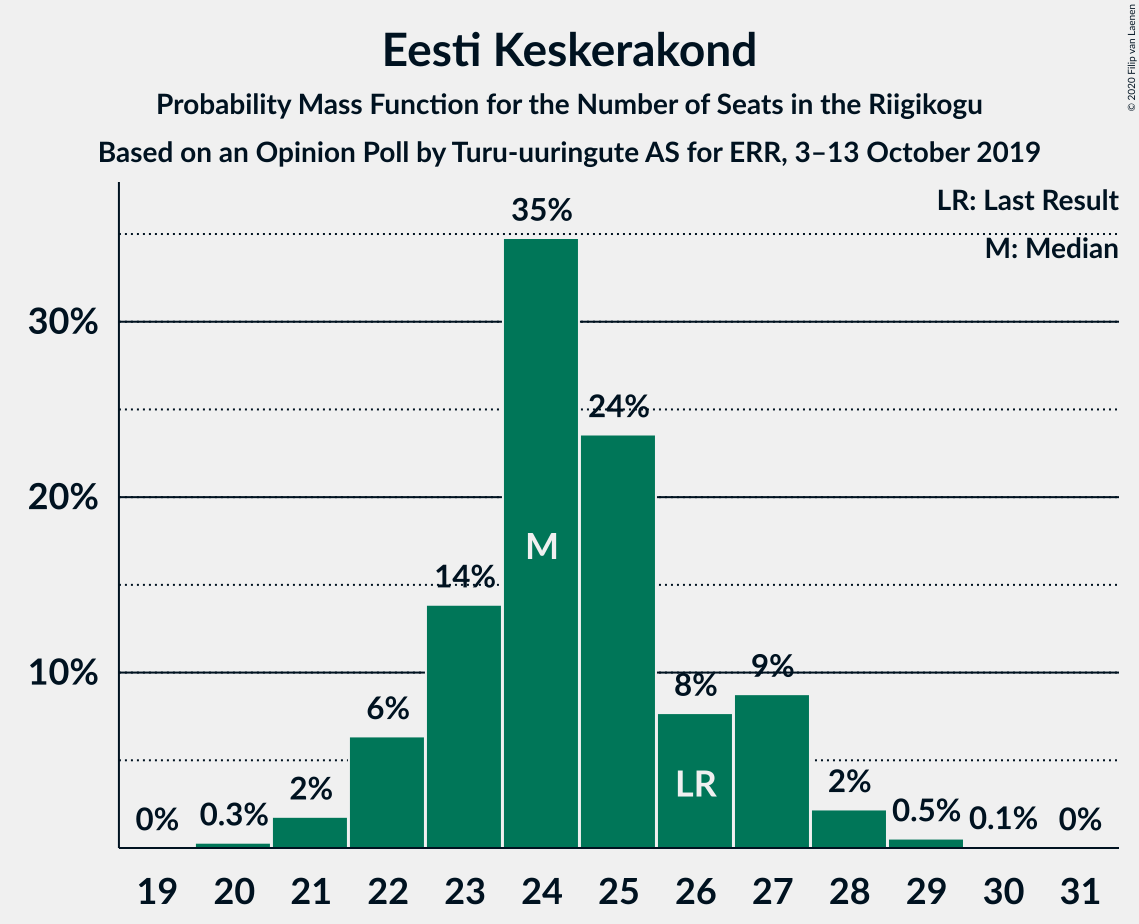 Eesti Keskerakond
Probability Mass Function for the Number of Seats in the Riigikogu
Based on an Opinion Poll by Turu-uuringute AS for ERR, 3–13 October 2019
© 2020 Filip van Laenen
LR: Last Result
M: Median
35%
30%
24%
20%
M
14%
10%
9%
8%
6%
LR
2%
2%
0%
0.3%
0.5%
0.1%
0%
19 20 21 22 23 24 25 26 27 28 29 30 31